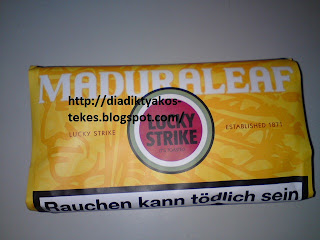 MADURALEAF
http://diadiktyakos-
tekes.blogspot.com/
LUCKY STRIKE
LUCKY
STRIKE
ESTABLISHED 1871
Rauchen kann tödlich sein